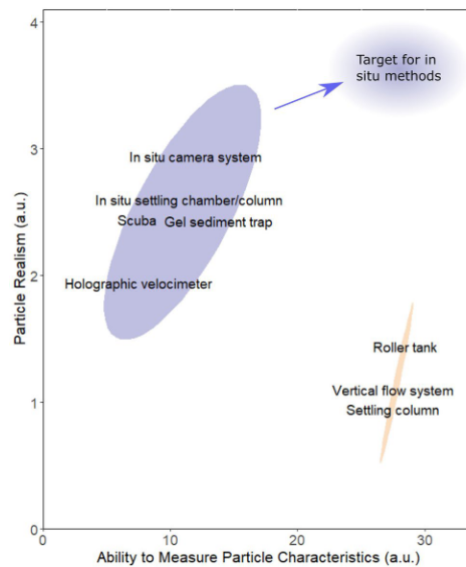 4
Target for in
situ methods
3
In situ camera system
In situ settling chamber/column
Scuba
Gel sediment trap
2
Holographic velocimeter
Roller tank
1
Vertical flow system
Settling column
0
0
10
20
30
Particle Realism (a.u.)
Ability to Measure Particle Characteristics (a.u.)